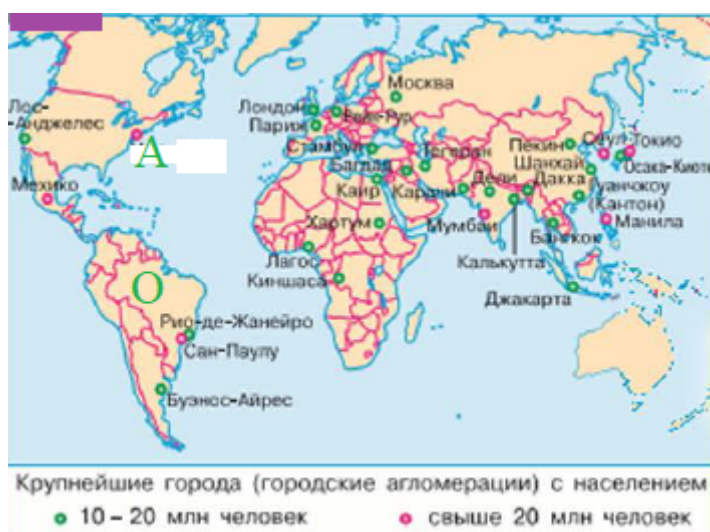 Москва
Лондон
Рейн-Рур
Париж
Лос-
-Анджелес
А
Стамбул
Багдад
Тегеран
Пекин
Сеул
Токио
Шанхай
Осака-Киото
Дели
Дакка
Мехико
Каир
Карачи
Гуанчжоу
(Кантон)
Хартум
Мумбаи
Манила
Бангкок
Лагос
Калькутта
О
Киншаса
Джакарта
Рио-де-Жанейро
Сан-Паулу
Буэнос-Айрес
Крупнейшие города (городские агломерации) с населением
10 – 20 млн человек
свыше 20 млн человек